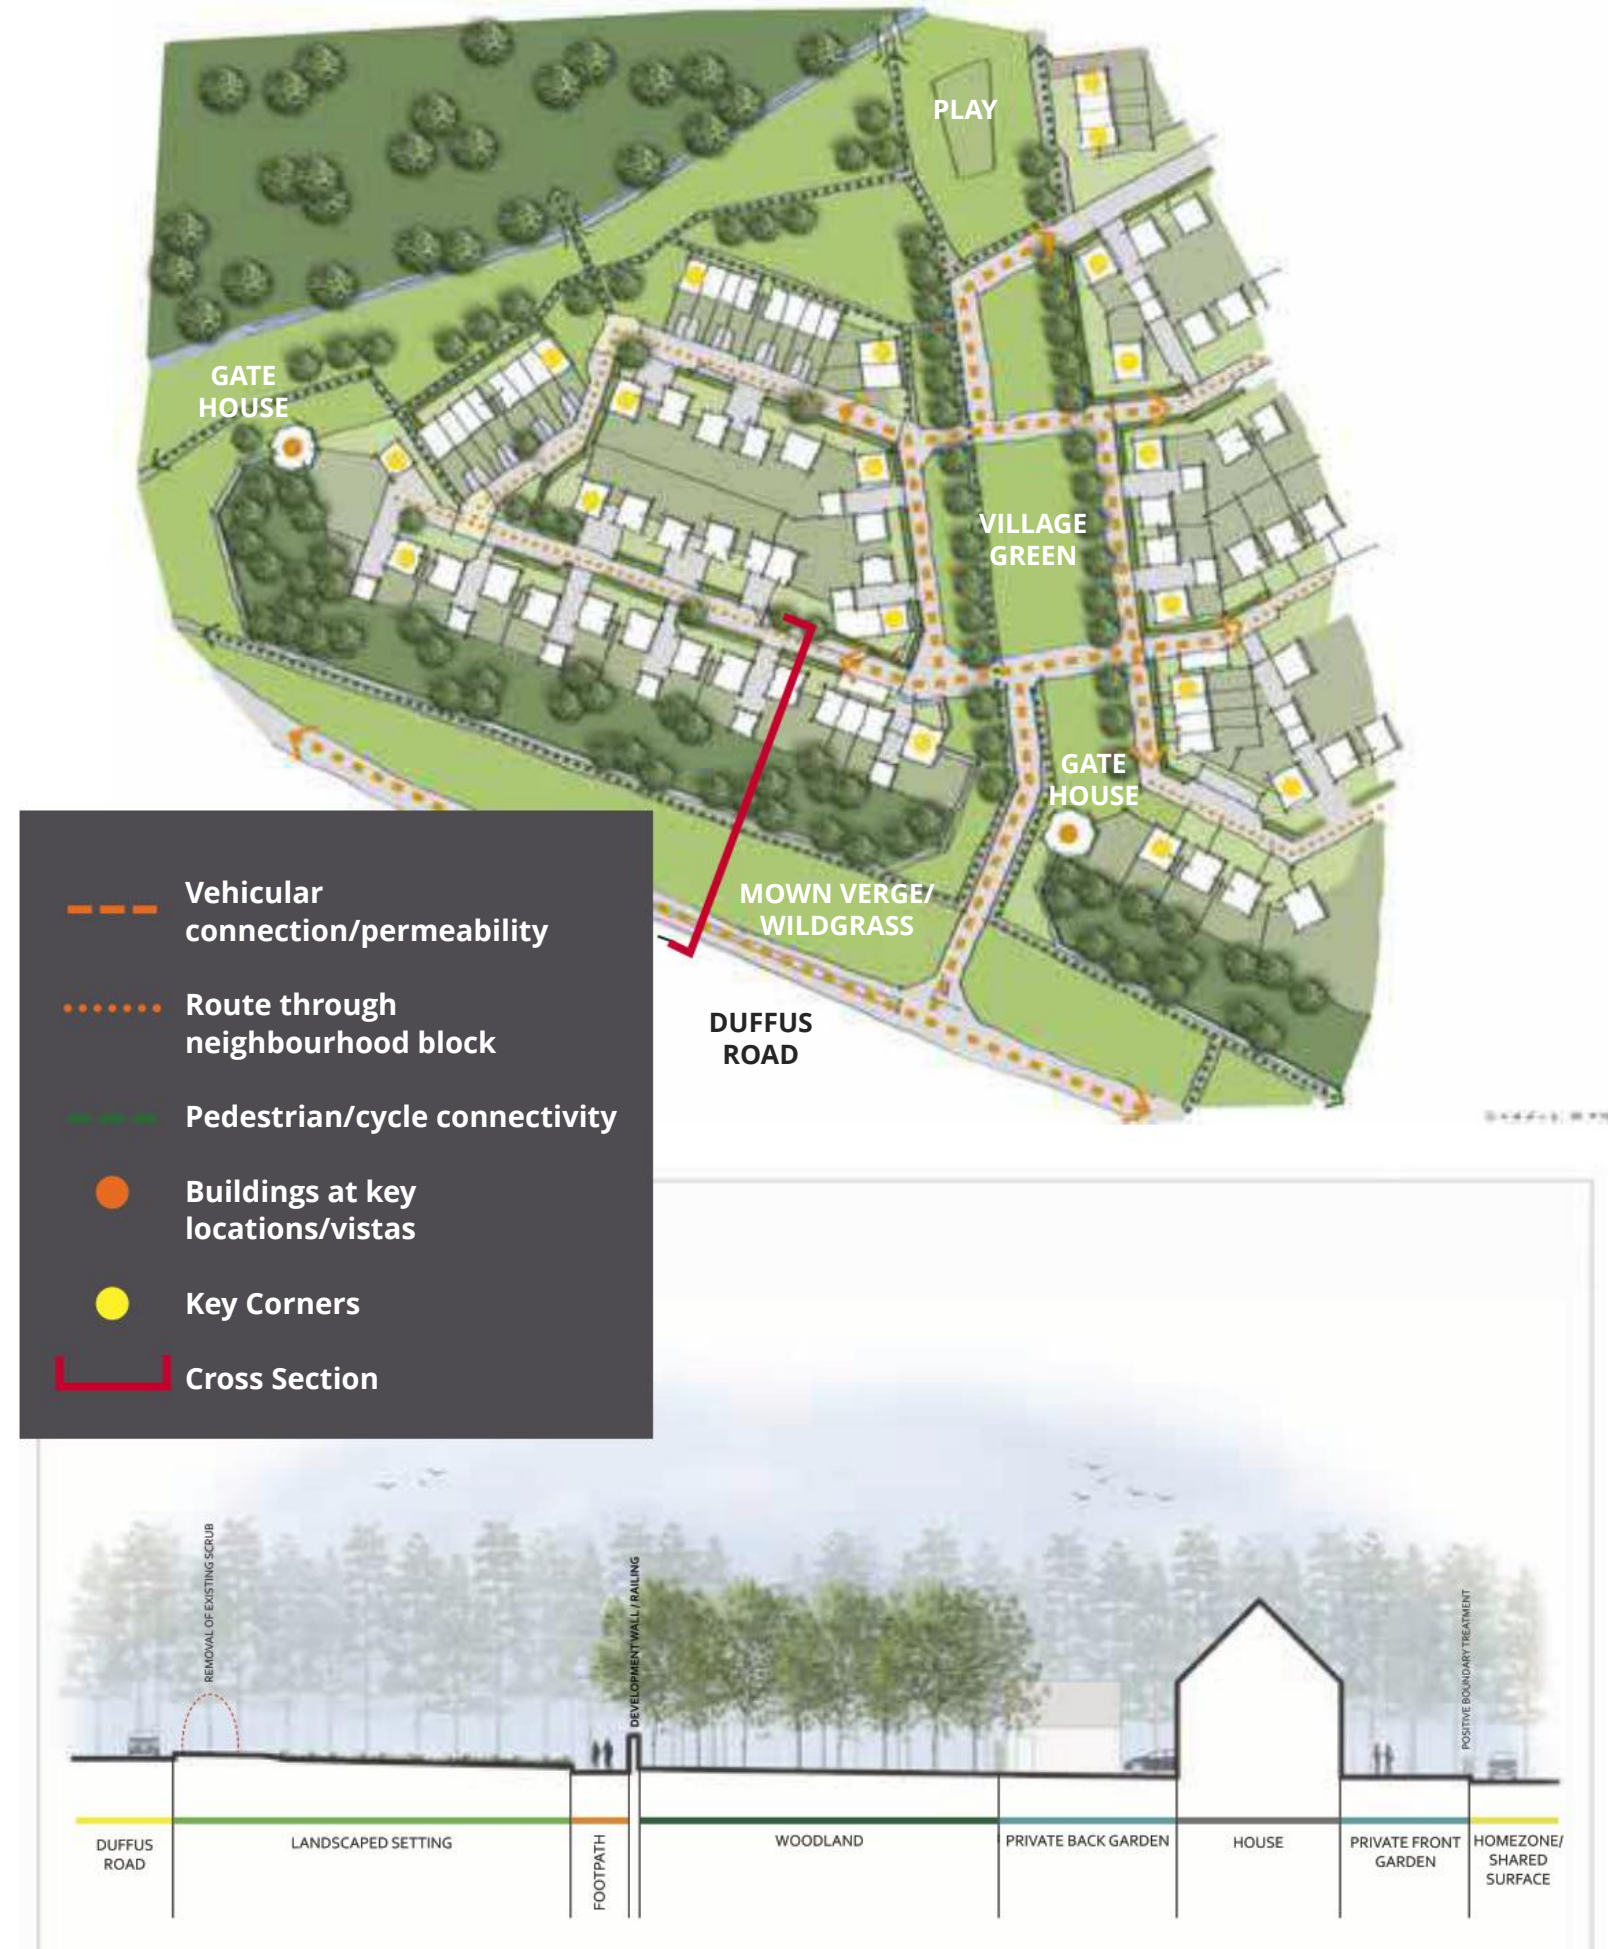 PLAY
GATE
HOUSE
VILLAGE
GREEN
GATE
HOUSE
MOWN VERGE/
WILDGRASS
DUFFUS
ROAD
Vehicular
connection/permeability
Route through
neighbourhood block
Pedestrian/cycle connectivity
Buildings at key
locations/vistas
Key Corners
Cross Section
REMOVAL OF EXISTING SCRUB
DEVELOPMENT WALL / RAILING
POSITIVE BOUNDARY TREATMENT
DUFFUS
ROAD
LANDSCAPED SETTING
FOOTPATH
WOODLAND
PRIVATE BACK GARDEN
HOUSE
PRIVATE FRONT
GARDEN
HOMEZONE/
SHARED
SURFACE